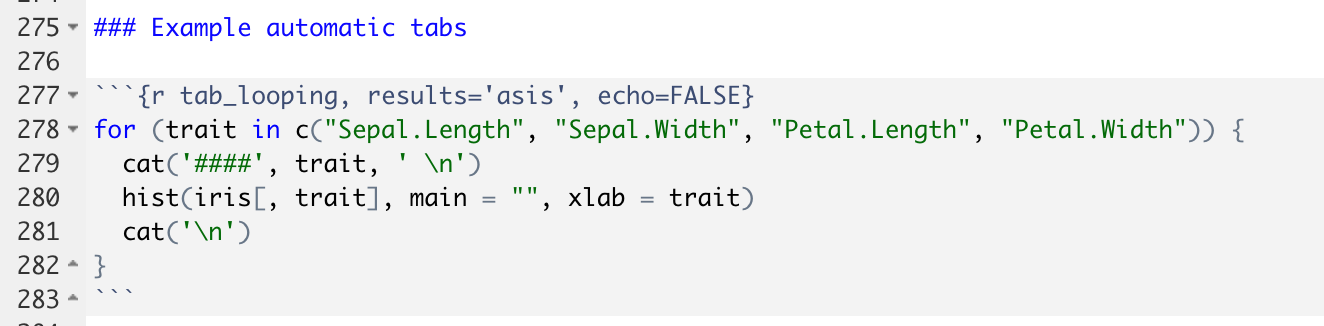 275 ### Example automatic tabs
276
277 ```{r tab_looping, results='asis', echo=FALSE}
278 for (trait in c("Sepal.Length", "Sepal.Width", "Petal.Length", "Petal.Width")) {
279   cat('####', trait, ' \n')
280   hist(iris[, trait], main = "", xlab = trait)
281   cat('\n')
282 }
283 ```